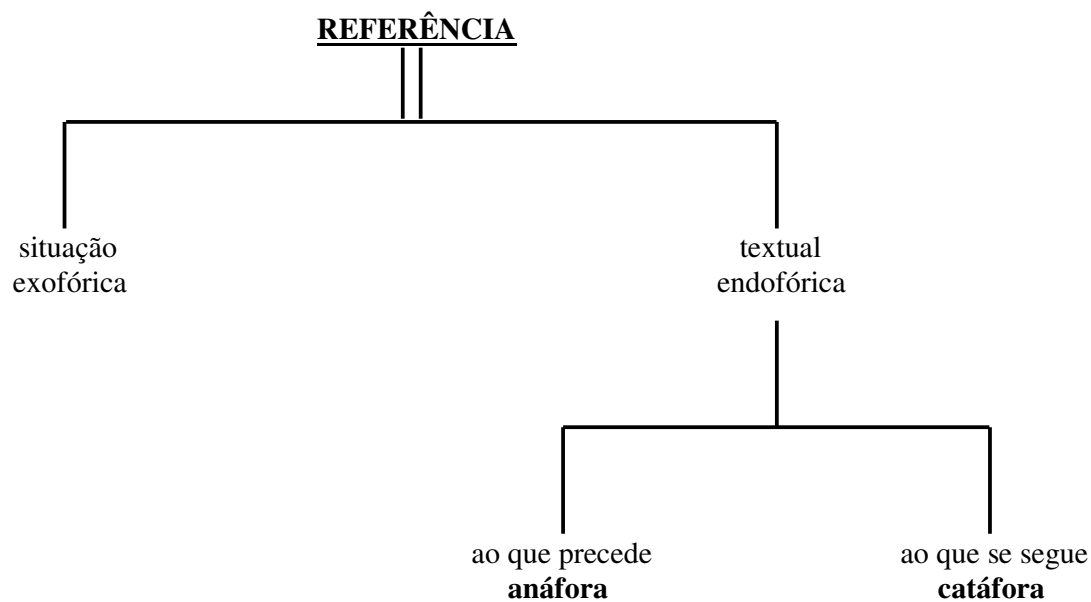 REFERÊNCIA
situação
exofórica
textual
endofórica
ao que precede
anáfora
ao que se segue
catáfora